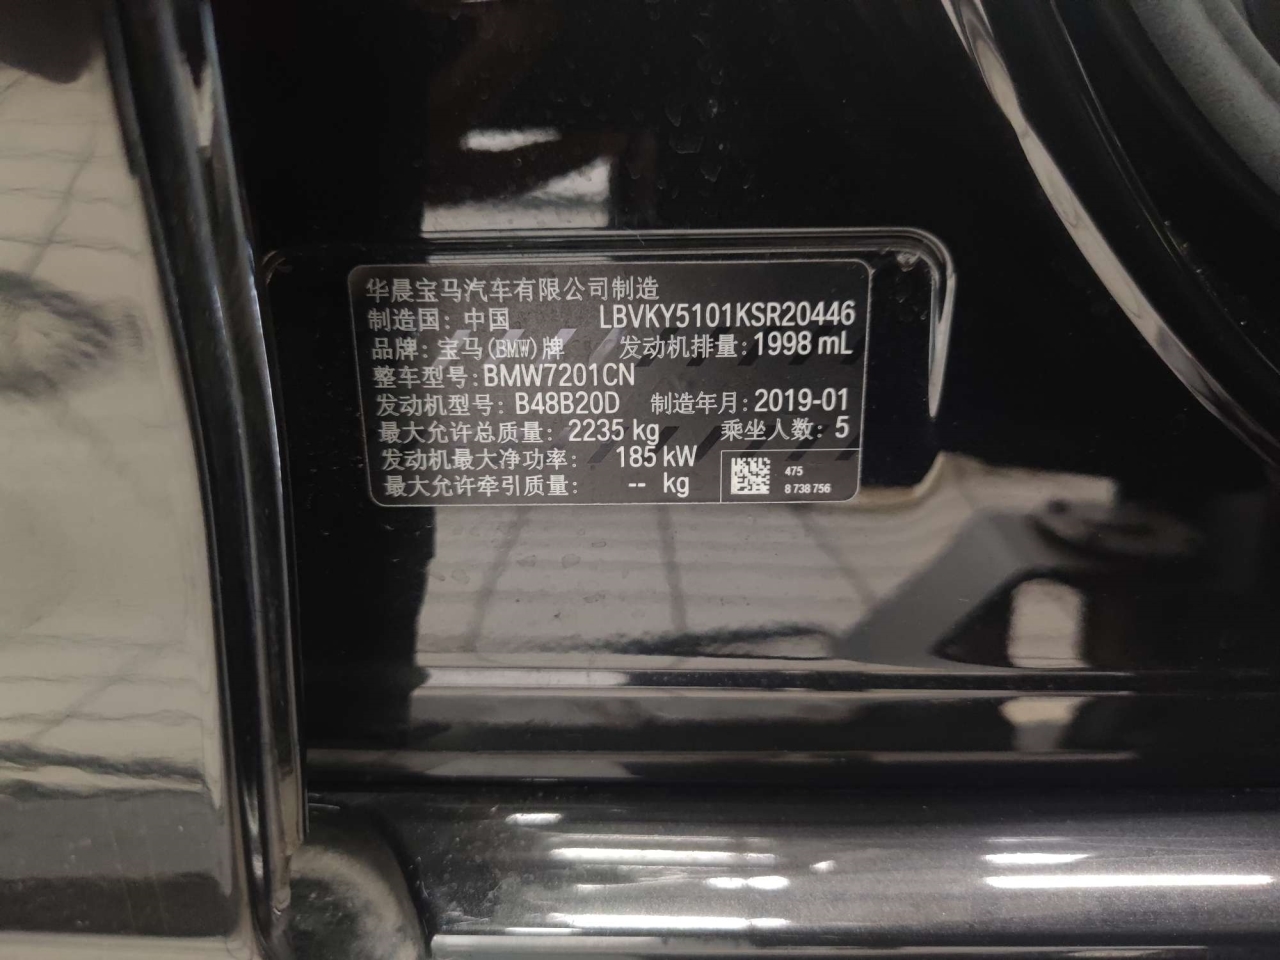 华晨宝马汽车有限公司制造
制造国: 中国 LBVKY5101KSR20446
品牌: 宝马(BMW)牌 发动机排量: 1998 mL
整车型号: BMW7201CN
发动机型号: B48B20D 制造年月: 2019-01
最大允许总质量: 2235 kg 乘坐人数: 5
发动机最大净功率: 185 kW
最大允许牵引质量: -- kg
475
8 738 756